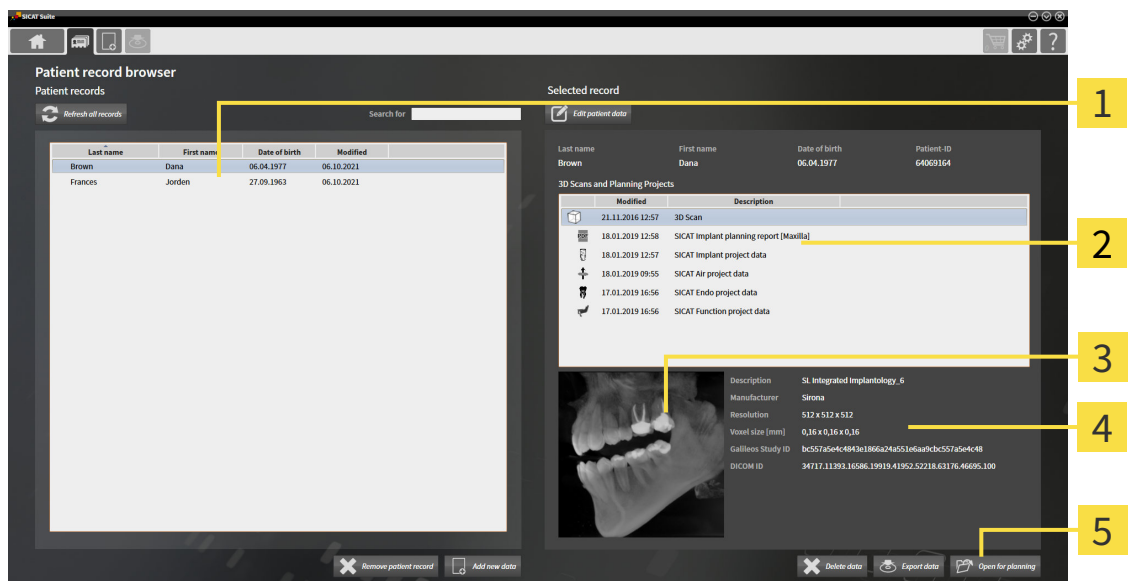 SICAT Suite
Patient record browser
Patient records
Refresh all records
Search for
Last name First name Date of birth Modified
Brown Dana 06.04.1977 06.10.2021
Frances Jorden 27.09.1963 06.10.2021
Remove patient record Add new data
Selected record
Edit patient data
Last name First name Date of birth Patient-ID
Brown Dana 06.04.1977 64069164
3D Scans and Planning Projects
Modified Description
21.11.2016 12:57 3D Scan
18.01.2019 12:58 SICAT Implant planning report [Maxilla]
18.01.2019 12:57 SICAT Implant project data
18.01.2019 09:55 SICAT Air project data
17.01.2019 16:56 SICAT Endo project data
17.01.2019 16:56 SICAT Function project data
Description SL Integrated Implantology_6
Manufacturer Sirona
Resolution 512 x 512 x 512
Voxel size [mm] 0,16 x 0,16 x 0,16
Galileos Study ID bc557a5e4c4843e1866a24a551e6aa9cbc557a5e4c48
DICOM ID 34717.11393.16586.19919.41952.52218.63176.46695.100
Delete data Export data Open for planning
1
2
3
4
5